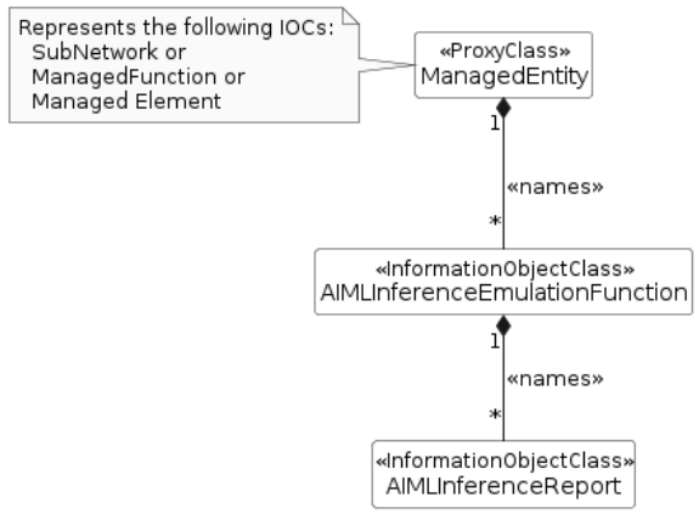 Represents the following IOCs:
SubNetwork or
ManagedFunction or
Managed Element
«ProxyClass»
ManagedEntity
1
«names»
*
«InformationObjectClass»
AIMLInferenceEmulationFunction
1
«names»
*
«InformationObjectClass»
AIMLInferenceReport